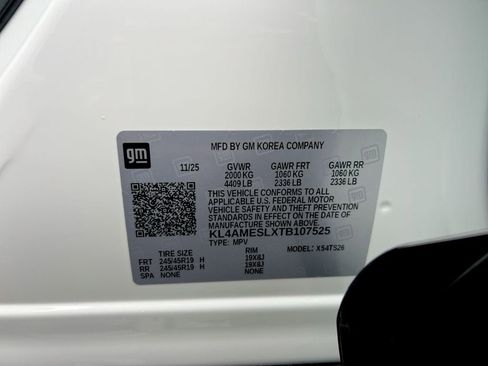 gm
MFD BY GM KOREA COMPANY
11/25 GVWR GAWR FRT GAWR RR
2000 KG 1060 KG 1060 KG
4409 LB 2336 LB 2336 LB
THIS VEHICLE CONFORMS TO ALL
APPLICABLE U.S. FEDERAL MOTOR
VEHICLE SAFETY STANDARDS IN
EFFECT ON THE DATE OF
MANUFACTURE SHOWN ABOVE.
KL4AMESLXTB107525
TYPE: MPV MODEL: X54TS26
TIRE SIZE RIM
FRT 245/45R19 H 19X8J
RR 245/45R19 H 19X8J
SPA NONE NONE